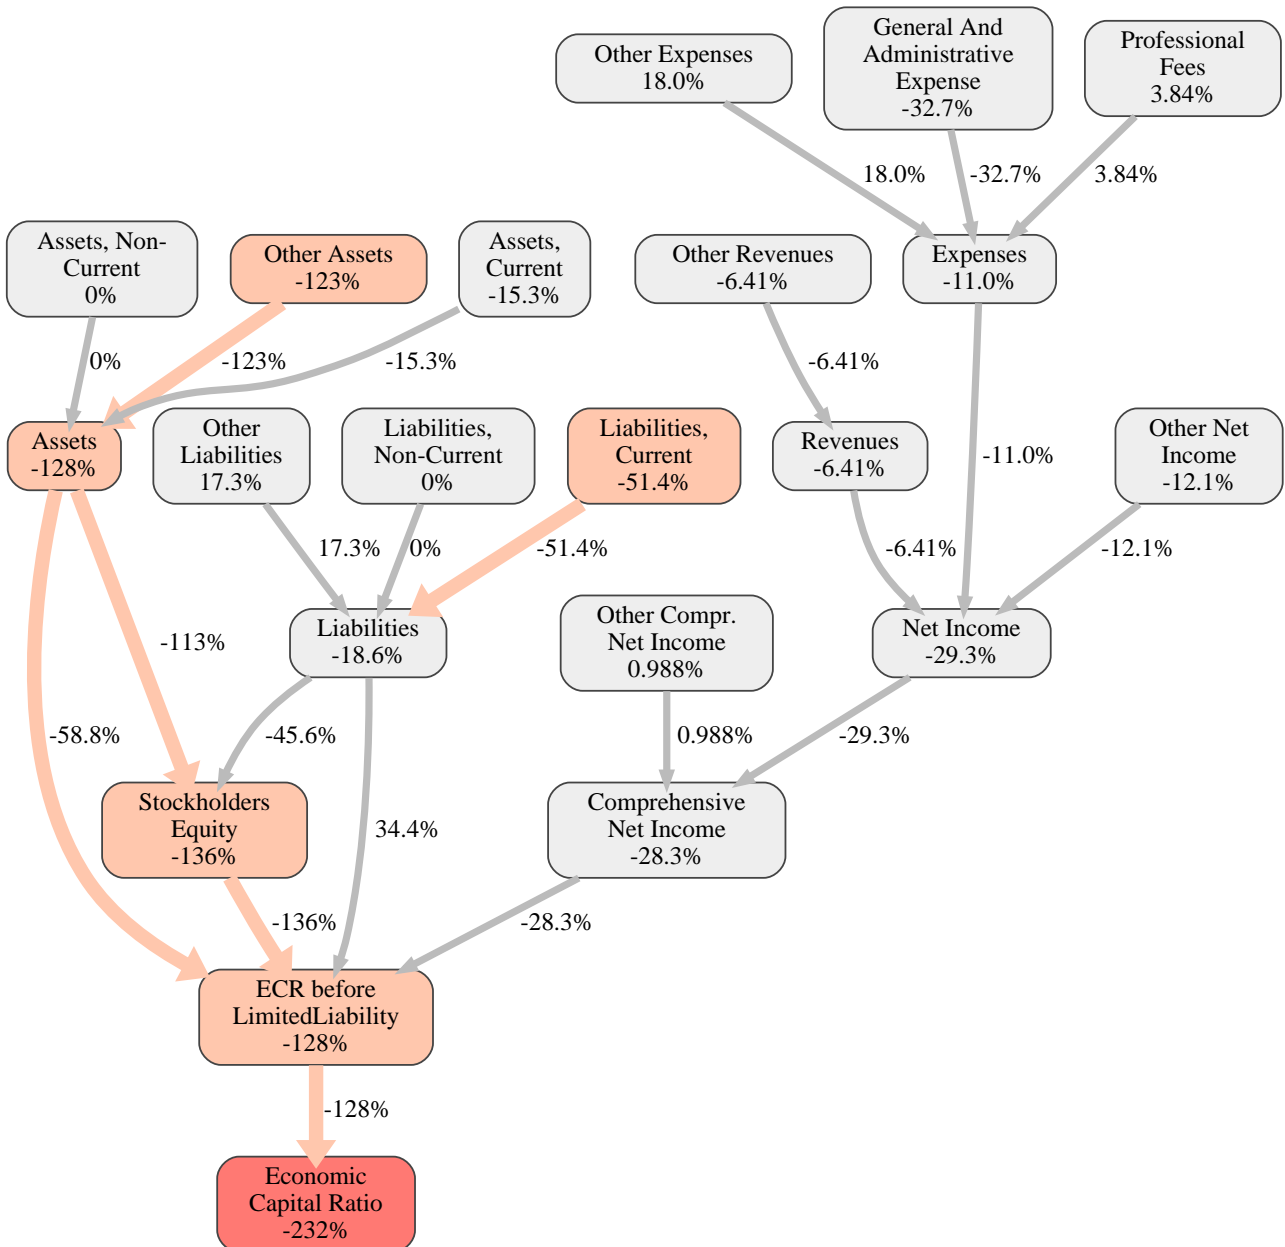 Other Expenses
18.0%
General And
Administrative
Expense
-32.7%
Professional
Fees
3.84%
18.0%
-32.7%
3.84%
Assets, Non-
Current
0%
Other Assets
-123%
Assets,
Current
-15.3%
Other Revenues
-6.41%
Expenses
-11.0%
0%
-123%
-15.3%
-6.41%
Assets
-128%
Other
Liabilities
17.3%
Liabilities,
Non-Current
0%
Liabilities,
Current
-51.4%
Revenues
-6.41%
-11.0%
Other Net
Income
-12.1%
17.3%
0%
-51.4%
-6.41%
-12.1%
Liabilities
-18.6%
Other Compr.
Net Income
0.988%
Net Income
-29.3%
-113%
-58.8%
-45.6%
0.988%
-29.3%
Stockholders
Equity
-136%
34.4%
Comprehensive
Net Income
-28.3%
-136%
-28.3%
ECR before
LimitedLiability
-128%
-128%
Economic
Capital Ratio
-232%